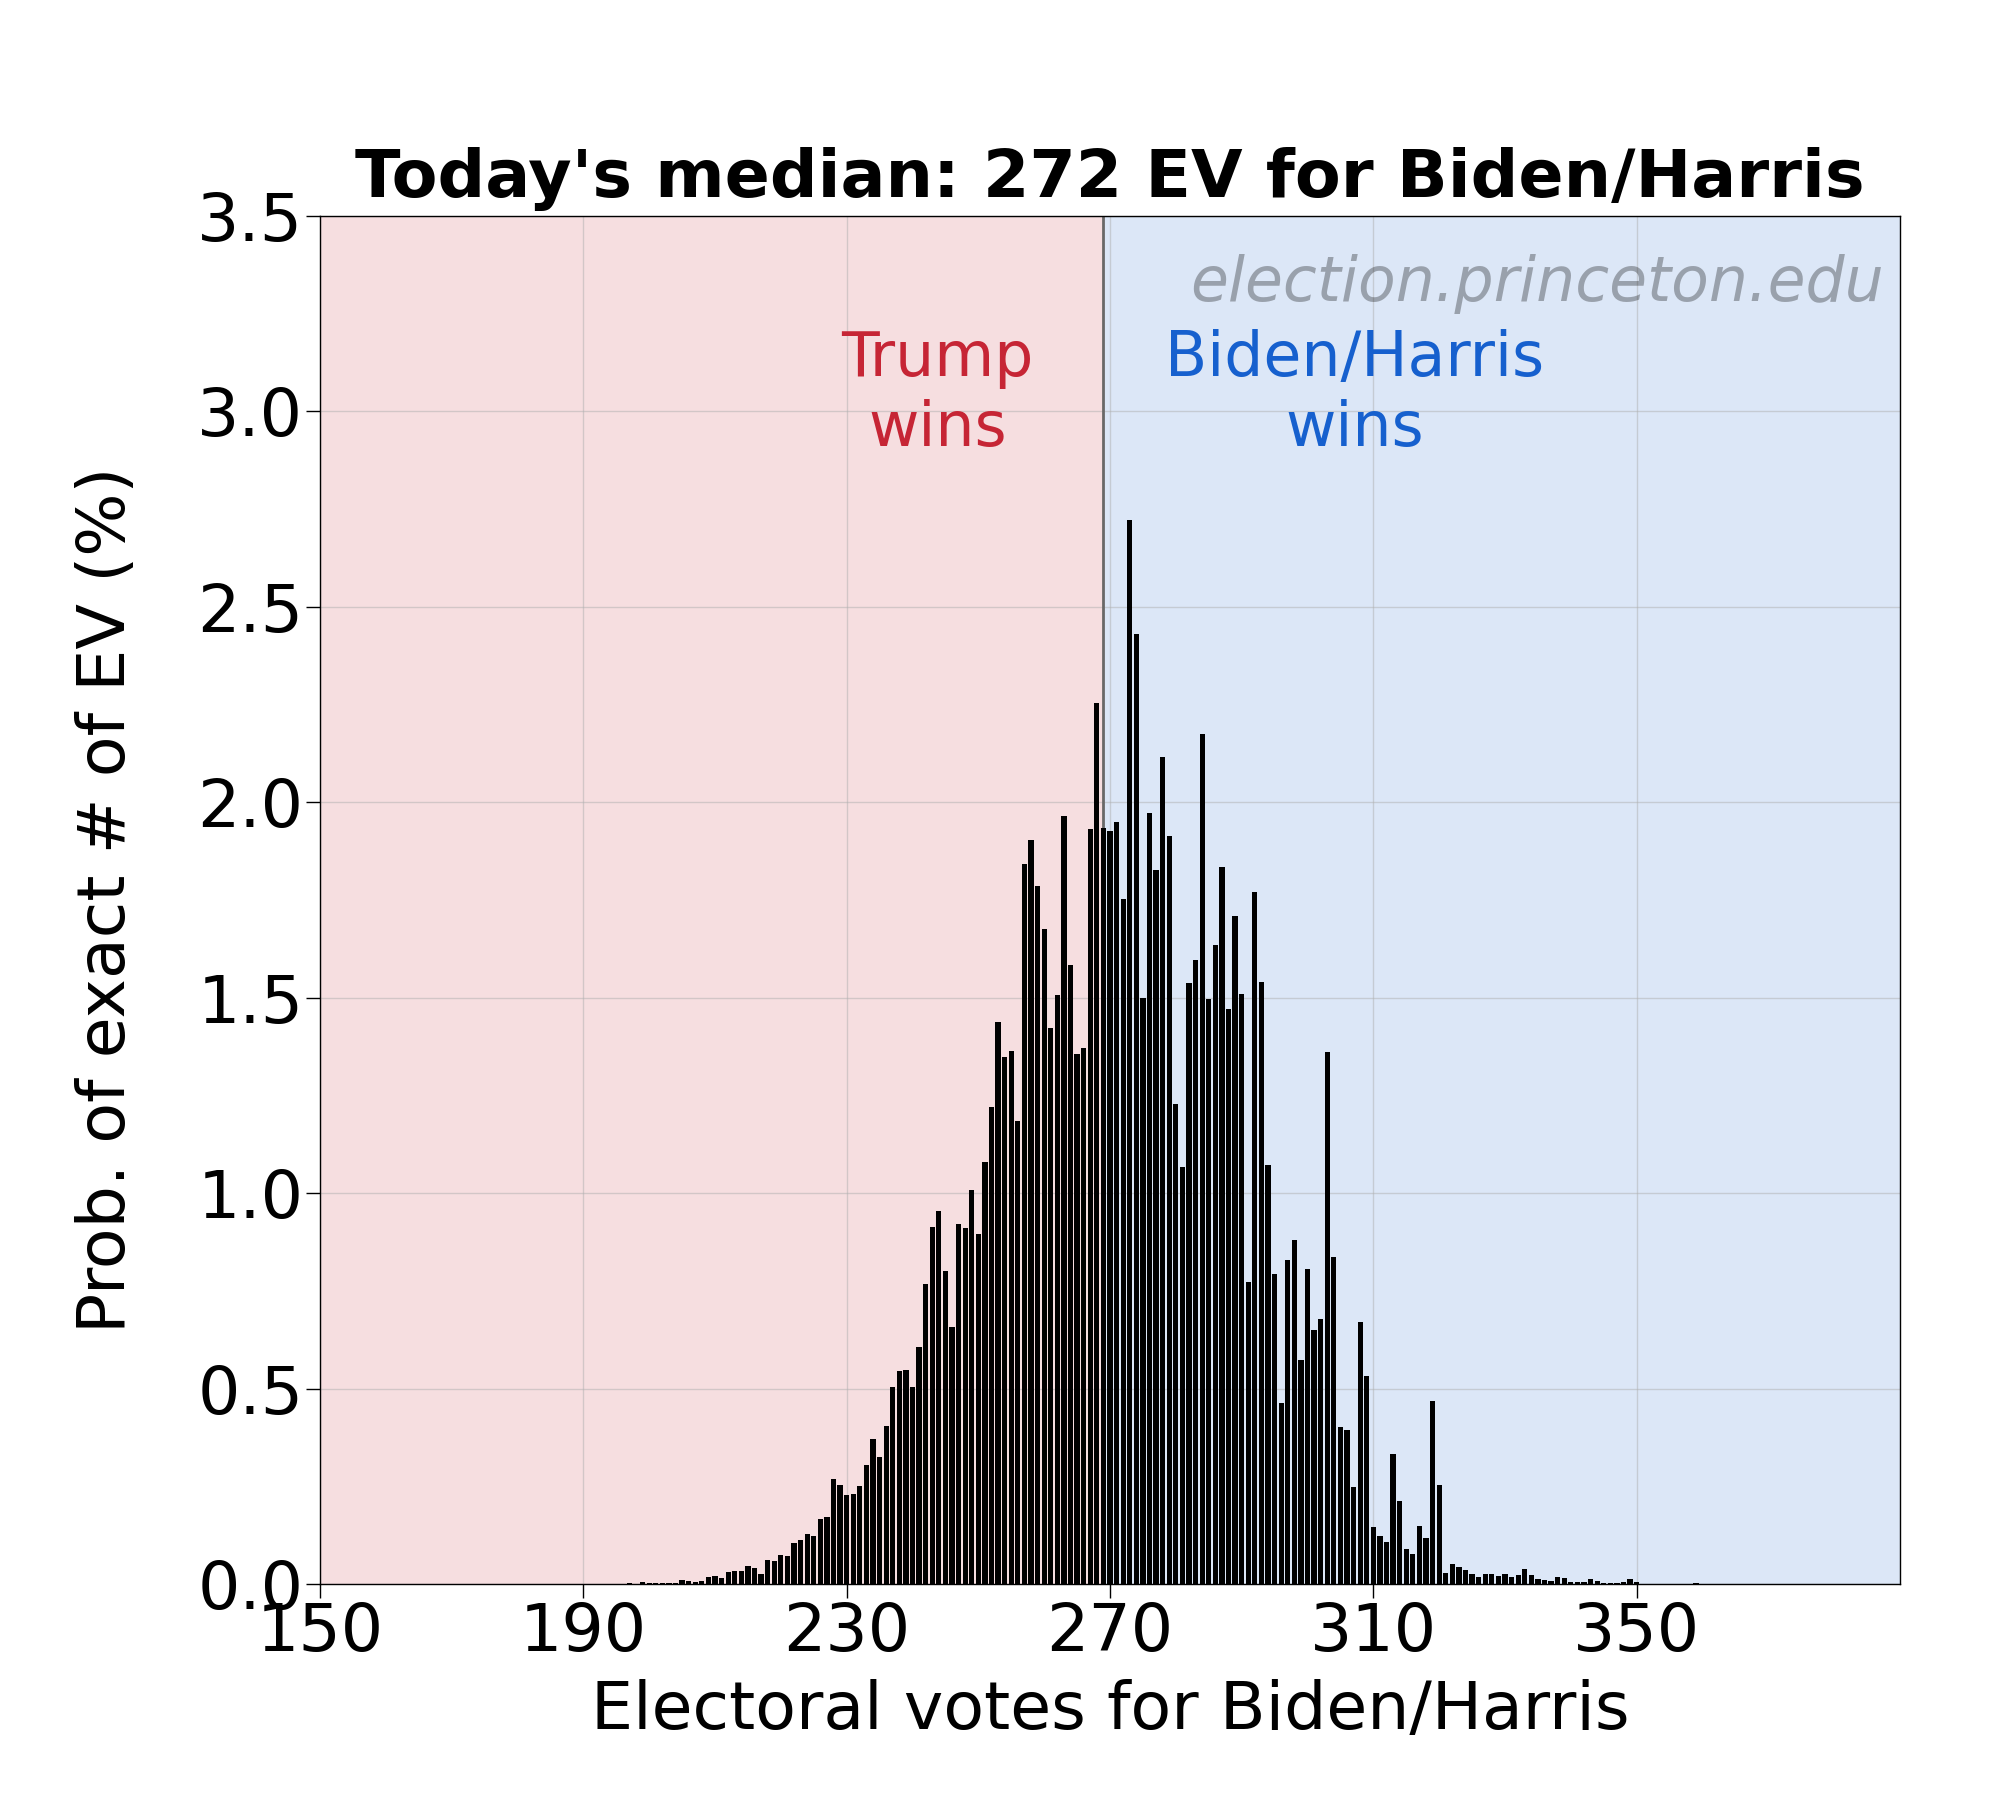 Today's median: 272 EV for Biden/Harris
election.princeton.edu
Trump
wins
Biden/Harris
wins
Prob. of exact # of EV (%)
3.5
3.0
2.5
2.0
1.5
1.0
0.5
0.0
150 190 230 270 310 350
Electoral votes for Biden/Harris